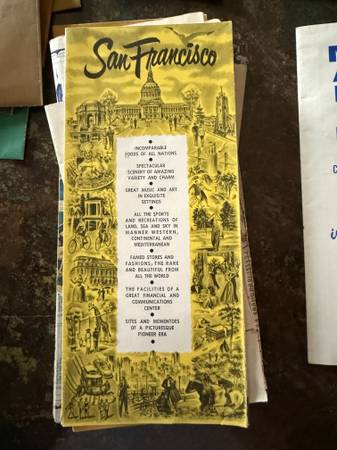 San Francisco
INCOMPARABLE
FOODS OF ALL NATIONS
SPECTACULAR
SCENERY OF AMAZING
VARIETY AND CHARM
GREAT MUSIC AND ART
IN EXQUISITE
SETTINGS
ALL THE SPORTS
AND RECREATIONS OF
LAND, SEA AND SKY IN
MANNER WESTERN,
CONTINENTAL AND
MEDITERRANEAN
FAMED STORES AND
FASHIONS, THE RARE
AND BEAUTIFUL FROM
ALL THE WORLD
THE FACILITIES OF A
GREAT FINANCIAL AND
COMMUNICATIONS
CENTER
SITES AND MEMENTOES
OF A PICTURESQUE
PIONEER ERA